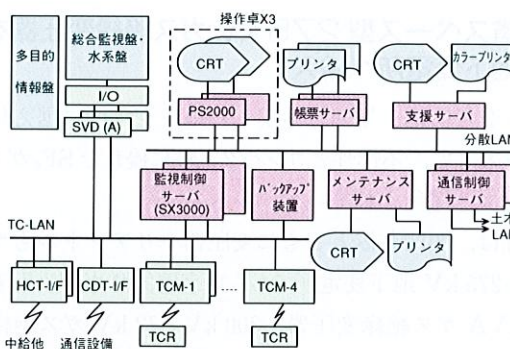 操作卓X3
多目的
情報盤
総合監視盤・
水系盤
I/O
SVD (A)
CRT
PS2000
プリンタ
帳票サーバ
CRT
カラープリンタ
支援サーバ
分散LAN
監視制御
サーバ
(SX3000)
バックアップ
装置
メンテナンス
サーバ
通信制御
サーバ
土木
LAN
CRT
プリンタ
TC-LAN
HCT-I/F
CDT-I/F
TCM-1
....
TCM-4
TCR
TCR
中給他
通信設備